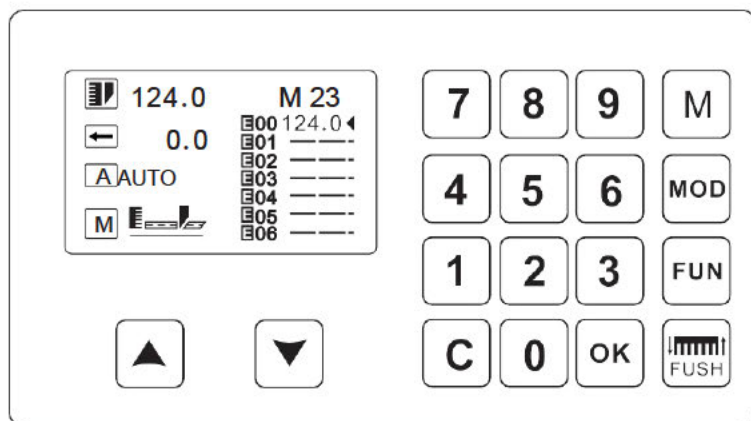 124.0 M 23
E00 124.0
0.0 E01 ---.-
E02 ---.-
A AUTO E03 ---.-
E04 ---.-
M E05 ---.-
E06 ---.-
7 8 9 M
4 5 6 MOD
1 2 3 FUN
C 0 OK FUSH